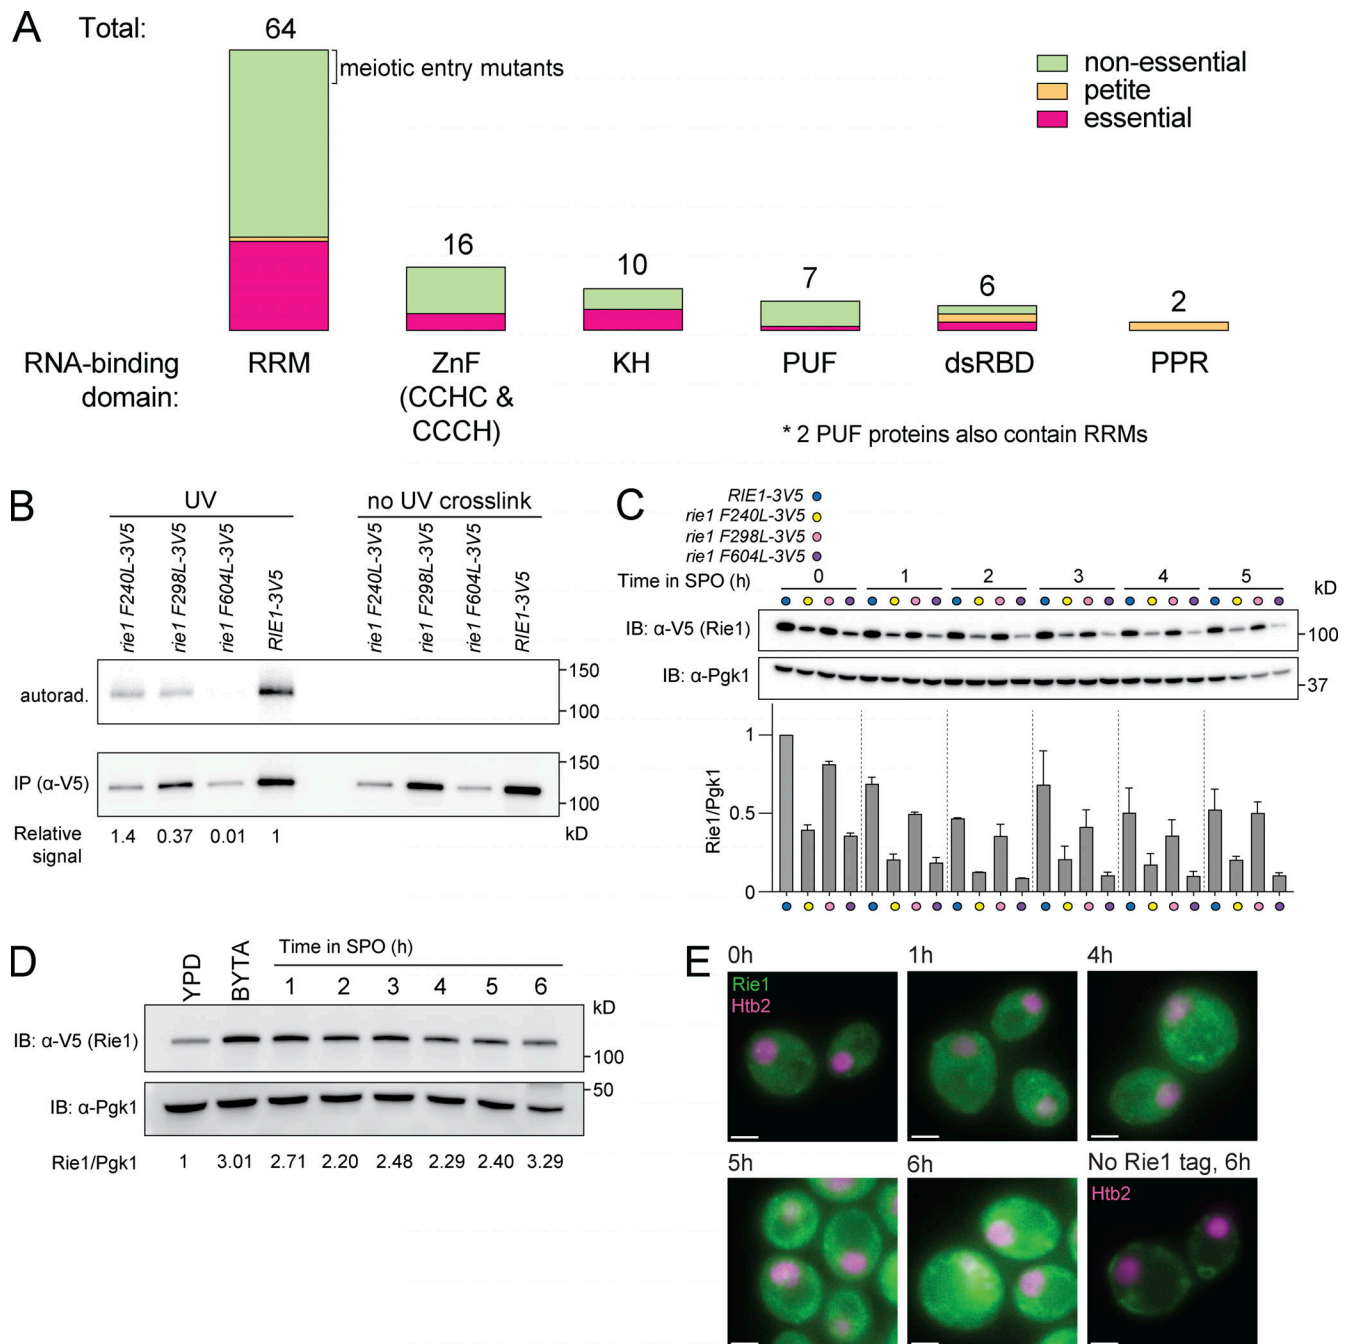 A
Total:
64
meiotic entry mutants
non-essential
petite
essential
16
10
7
6
2
RNA-binding
domain:
RRM
ZnF
(CCHC &
CCCH)
KH
PUF
dsRBD
PPR
* 2 PUF proteins also contain RRMs
B
UV
no UV crosslink
rie1 F240L-3V5
rie1 F298L-3V5
rie1 F604L-3V5
RIE1-3V5
rie1 F240L-3V5
rie1 F298L-3V5
rie1 F604L-3V5
RIE1-3V5
autorad.
150
100
IP (α-V5)
150
100
Relative
signal
1.4
0.37
0.01
1
kD
C
RIE1-3V5
rie1 F240L-3V5
rie1 F298L-3V5
rie1 F604L-3V5
Time in SPO (h)
0
1
2
3
4
5
kD
IB: α-V5 (Rie1)
100
IB: α-Pgk1
37
Rie1/Pgk1
1
0.5
0
D
YPD
BYTA
Time in SPO (h)
1
2
3
4
5
6
kD
IB: α-V5 (Rie1)
100
50
IB: α-Pgk1
Rie1/Pgk1
1
3.01
2.71
2.20
2.48
2.29
2.40
3.29
E
0h
Rie1
Htb2
1h
4h
5h
6h
No Rie1 tag, 6h
Htb2